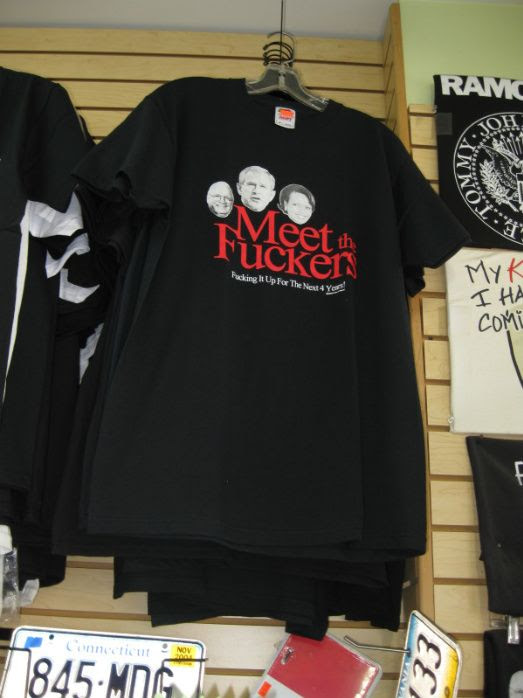 RAMO
JOH
TOMMY
E
Meet the
Fuckers
Fucking It Up For The Next 4 Years!
My K
I HA
COMI
Connecticut
NOV
2004
845·MDG
33